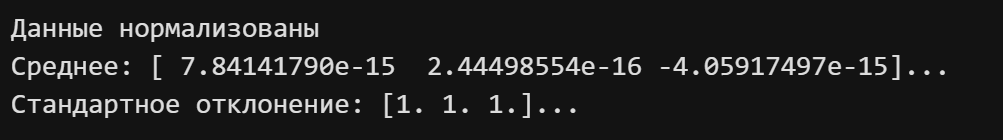 Данные нормализованы
Среднее: [ 7.84141790e-15  2.44498554e-16 -4.05917497e-15]...
Стандартное отклонение: [1. 1. 1.]...